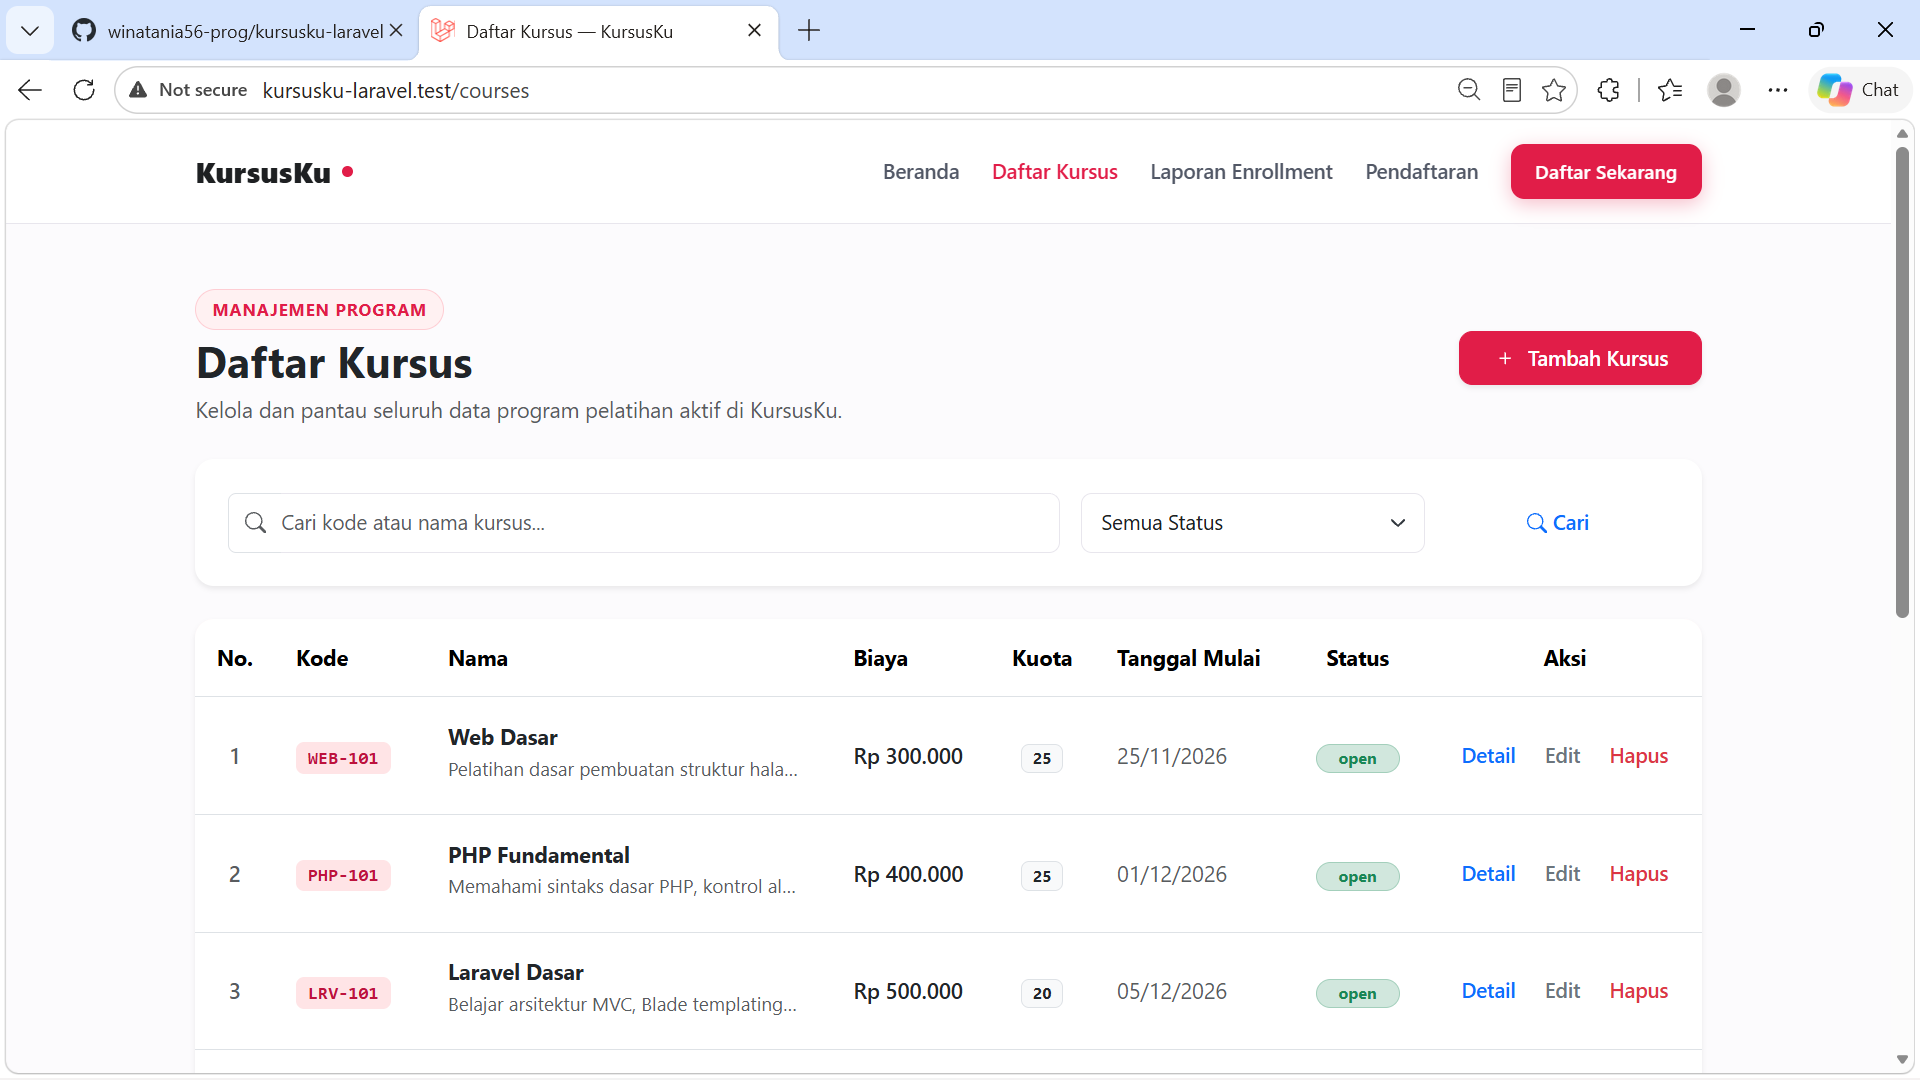 winatania56-prog/kursusku-laravel
Daftar Kursus — KursusKu
Not secure
kursusku-laravel.test/courses
Chat
KursusKu
Beranda
Daftar Kursus
Laporan Enrollment
Pendaftaran
Daftar Sekarang
MANAJEMEN PROGRAM
Daftar Kursus
Kelola dan pantau seluruh data program pelatihan aktif di KursusKu.
+ Tambah Kursus
Cari kode atau nama kursus...
Semua Status
Cari
No. Kode Nama Biaya Kuota Tanggal Mulai Status Aksi
1 WEB-101 Web Dasar Rp 300.000 25 25/11/2026 open Detail Edit Hapus
Pelatihan dasar pembuatan struktur hala...
2 PHP-101 PHP Fundamental Rp 400.000 25 01/12/2026 open Detail Edit Hapus
Memahami sintaks dasar PHP, kontrol al...
3 LRV-101 Laravel Dasar Rp 500.000 20 05/12/2026 open Detail Edit Hapus
Belajar arsitektur MVC, Blade templating...